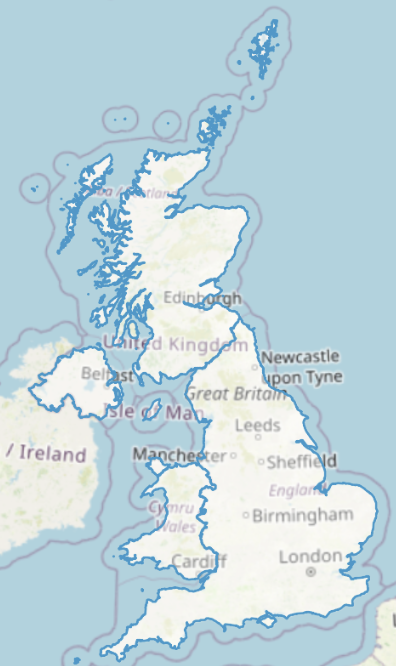 ba / Scotland
Edinburgh
United Kingdom
Newcastle
upon Tyne
Belfast
Great Britain
Isle of Man
Leeds
/ Ireland
Manchester
Sheffield
England
Cymru
Wales
Birmingham
Cardiff
London